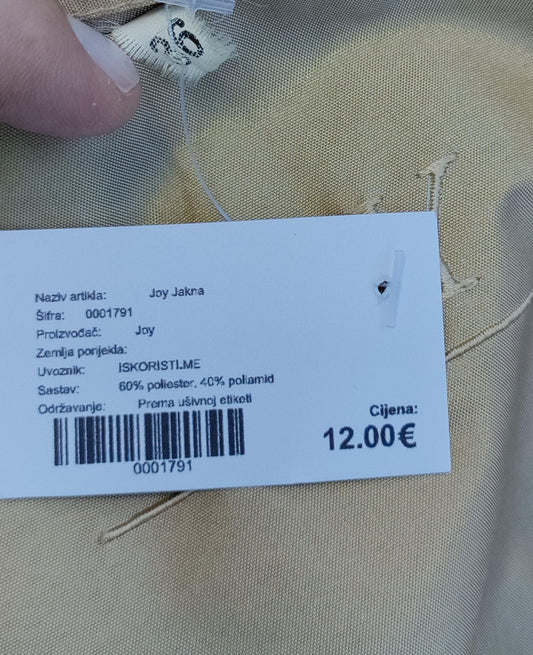 36
Naziv artikla: Joy Jakna
Šifra: 0001791
Proizvođač: Joy
Zemlja porijekla:
Uvoznik: ISKORISTI.ME
Sastav: 60% poliester, 40% poliamid
Održavanje: Prema ušivnoj etiketi
0001791
Cijena:
12.00€